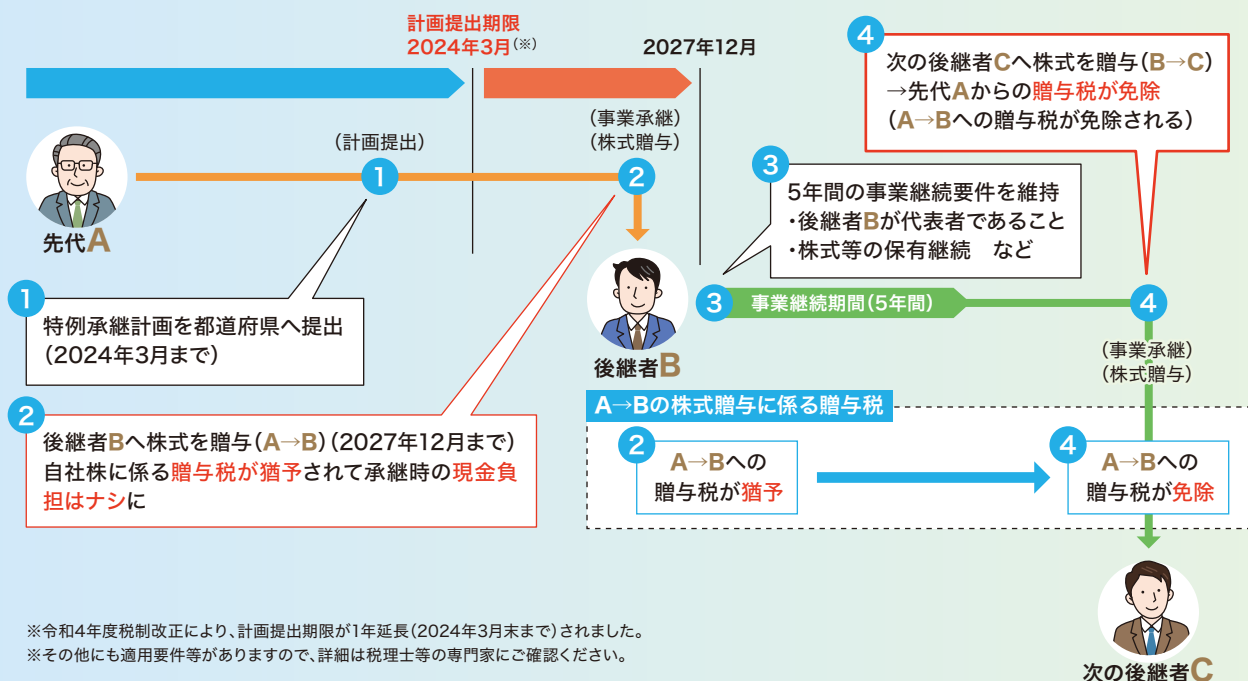 計画提出期限
2024年3月(※)
2027年12月
(計画提出)
1
(事業承継)
(株式贈与)
2
先代A
1
特例承継計画を都道府県へ提出
(2024年3月まで)
2
後継者Bへ株式を贈与(A→B)(2027年12月まで)
自社株に係る贈与税が猶予されて承継時の現金負
担はナシに
後継者B
3
5年間の事業継続要件を維持
・後継者Bが代表者であること
・株式等の保有継続 など
4
次の後継者Cへ株式を贈与(B→C)
→先代Aからの贈与税が免除
(A→Bへの贈与税が免除される)
3
事業継続期間(5年間)
4
(事業承継)
(株式贈与)
A→Bの株式贈与に係る贈与税
2
A→Bへの
贈与税が猶予
4
A→Bへの
贈与税が免除
次の後継者C
※令和4年度税制改正により、計画提出期限が1年延長(2024年3月末まで)されました。
※その他にも適用要件等がありますので、詳細は税理士等の専門家にご確認ください。